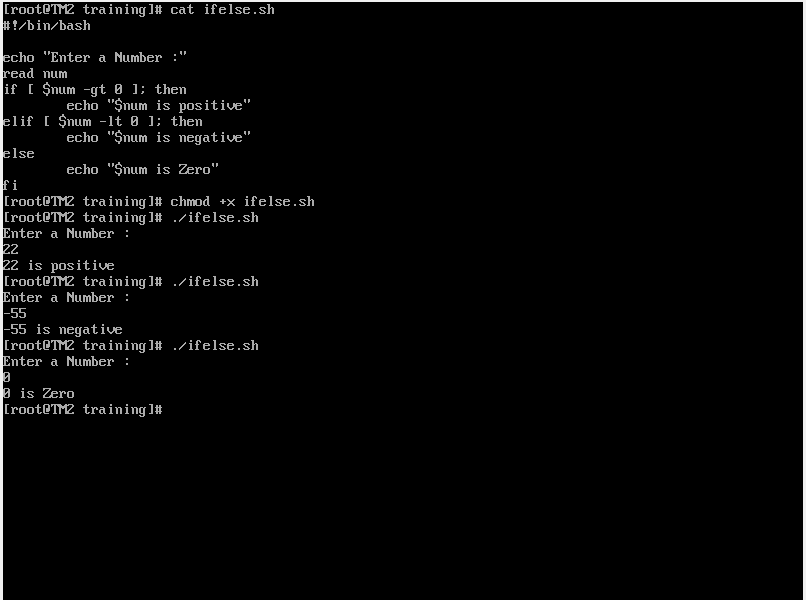 [root@TM2 training]# cat ifelse.sh
#!/bin/bash
echo "Enter a Number :"
read num
if [ $num -gt 0 ]; then
echo "$num is positive"
elif [ $num -lt 0 ]; then
echo "$num is negative"
else
echo "$num is Zero"
fi
[root@TM2 training]# chmod +x ifelse.sh
[root@TM2 training]# ./ifelse.sh
Enter a Number :
22
22 is positive
[root@TM2 training]# ./ifelse.sh
Enter a Number :
-55
-55 is negative
[root@TM2 training]# ./ifelse.sh
Enter a Number :
0
0 is Zero
[root@TM2 training]#